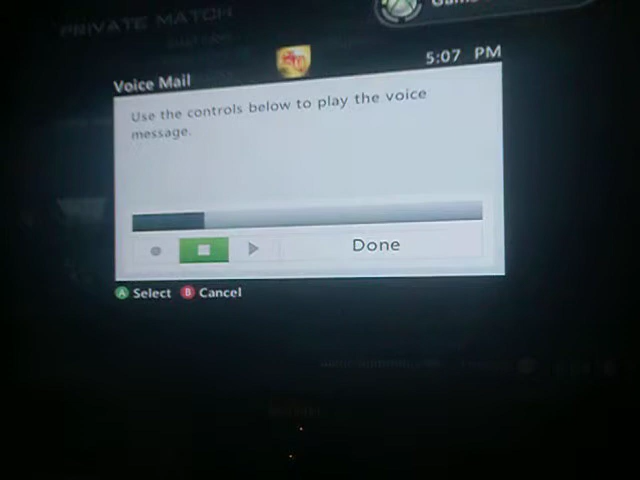 PRIVATE MATCH
5:07 PM
Voice Mail
Use the controls below to play the voice
message.
Done
A Select B Cancel